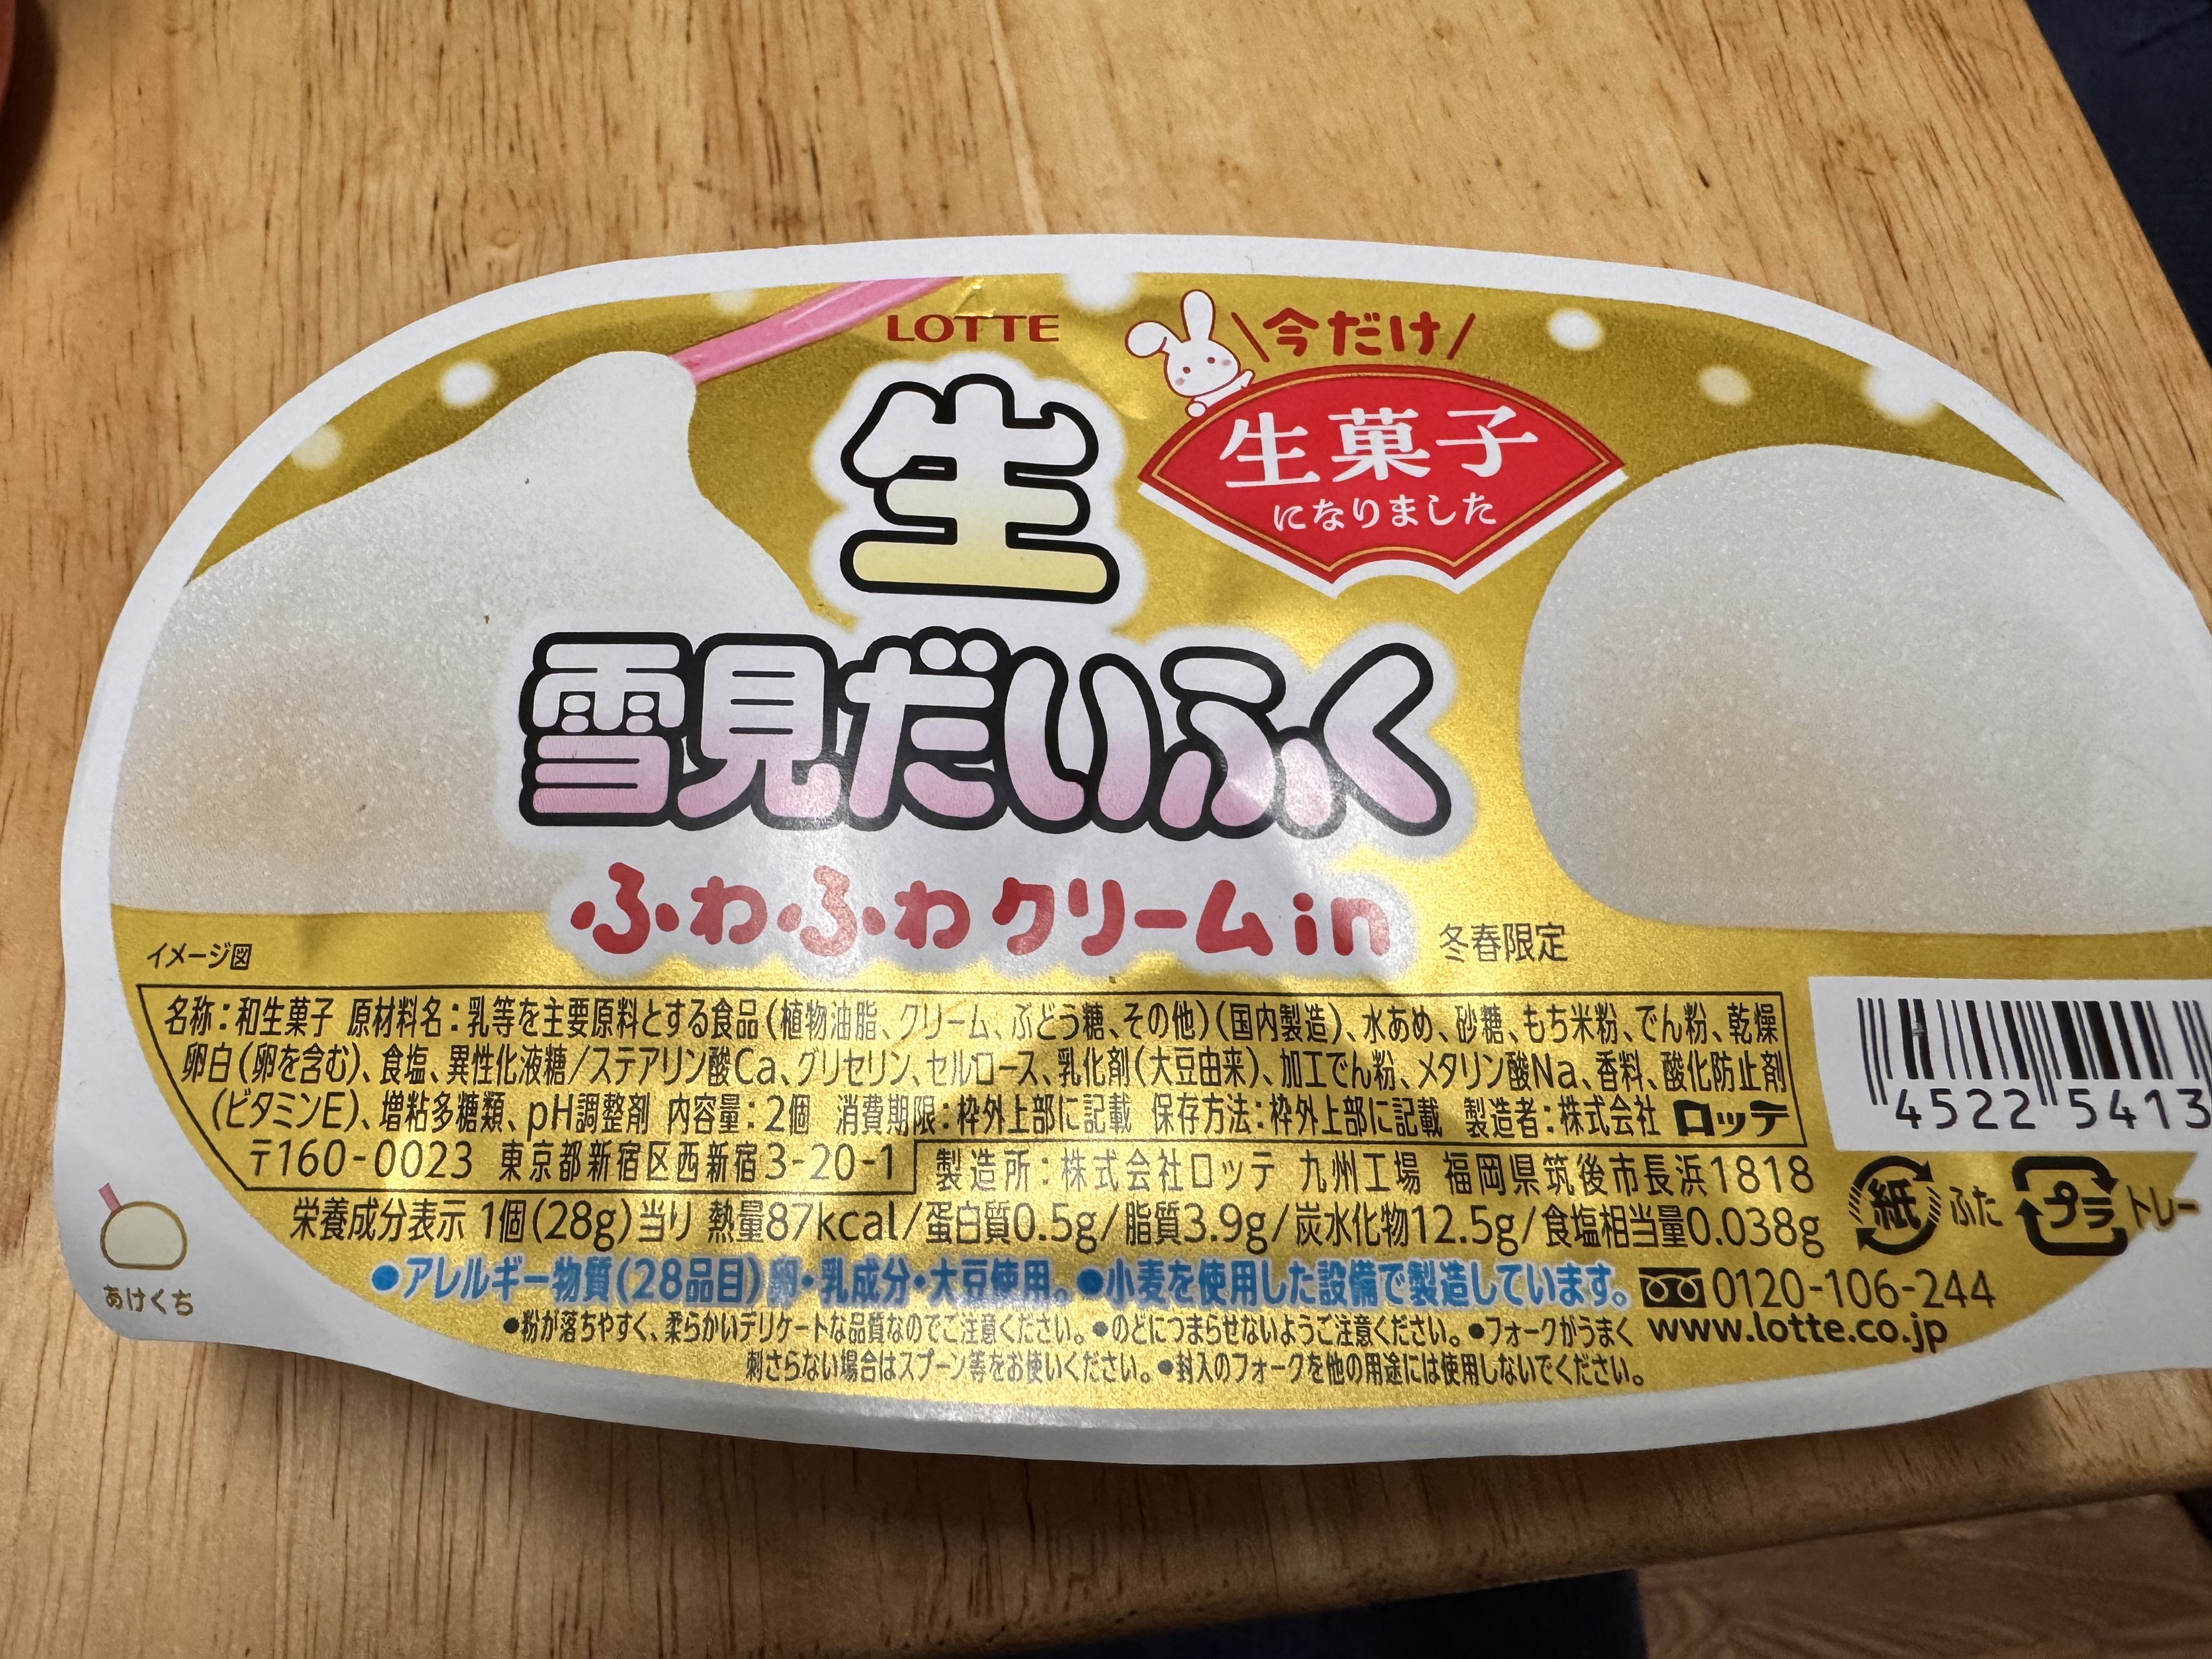 LOTTE
今だけ
生菓子
になりました
生
雪見だいふく
ふわふわクリームin
冬春限定
イメージ図
名称：和生菓子 原材料名：乳等を主要原料とする食品（植物油脂、クリーム、ぶどう糖、その他）（国内製造）、水あめ、砂糖、もち米粉、でん粉、乾燥
卵白（卵を含む）、食塩、異性化液糖/ステアリン酸Ca、グリセリン、セルロース、乳化剤（大豆由来）、加工でん粉、メタリン酸Na、香料、酸化防止剤
（ビタミンE）、増粘多糖類、pH調整剤 内容量：2個 消費期限：枠外上部に記載 保存方法：枠外上部に記載 製造者：株式会社 ロッテ
〒160-0023 東京都新宿区西新宿3-20-1
製造所：株式会社ロッテ 九州工場 福岡県筑後市長浜1818
栄養成分表示 1個（28g）当り 熱量87kcal/蛋白質0.5g/脂質3.9g/炭水化物12.5g/食塩相当量0.038g
●アレルギー物質（28品目）卵・乳成分・大豆使用。●小麦を使用した設備で製造しています。
●粉が落ちやすく、柔らかいデリケートな品質なのでご注意ください。●のどにつまらせないようご注意ください。●フォークがうまく
刺さらない場合はスプーン等をお使いください。●封入のフォークを他の用途には使用しないでください。
0120-106-244
www.lotte.co.jp
4522 5413
紙 ふた
プラ トレー
あけくち